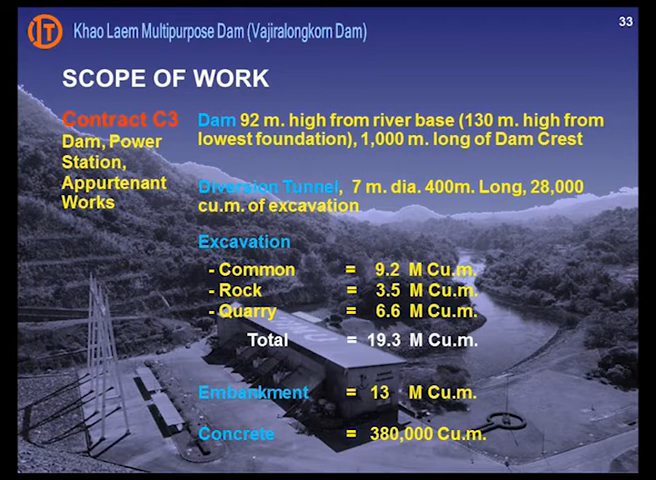 Khao Laem Multipurpose Dam (Vajiralongkorn Dam)
33
SCOPE OF WORK
Contract C3
Dam, Power
Station,
Appurtenant
Works
Dam 92 m. high from river base (130 m. high from
lowest foundation), 1,000 m. long of Dam Crest
Diversion Tunnel, 7 m. dia. 400m. Long, 28,000
cu.m. of excavation
Excavation
- Common = 9.2 M Cu.m.
- Rock = 3.5 M Cu.m.
- Quarry = 6.6 M Cu.m.
Total = 19.3 M Cu.m.
Embankment = 13 M Cu.m.
Concrete = 380,000 Cu.m.